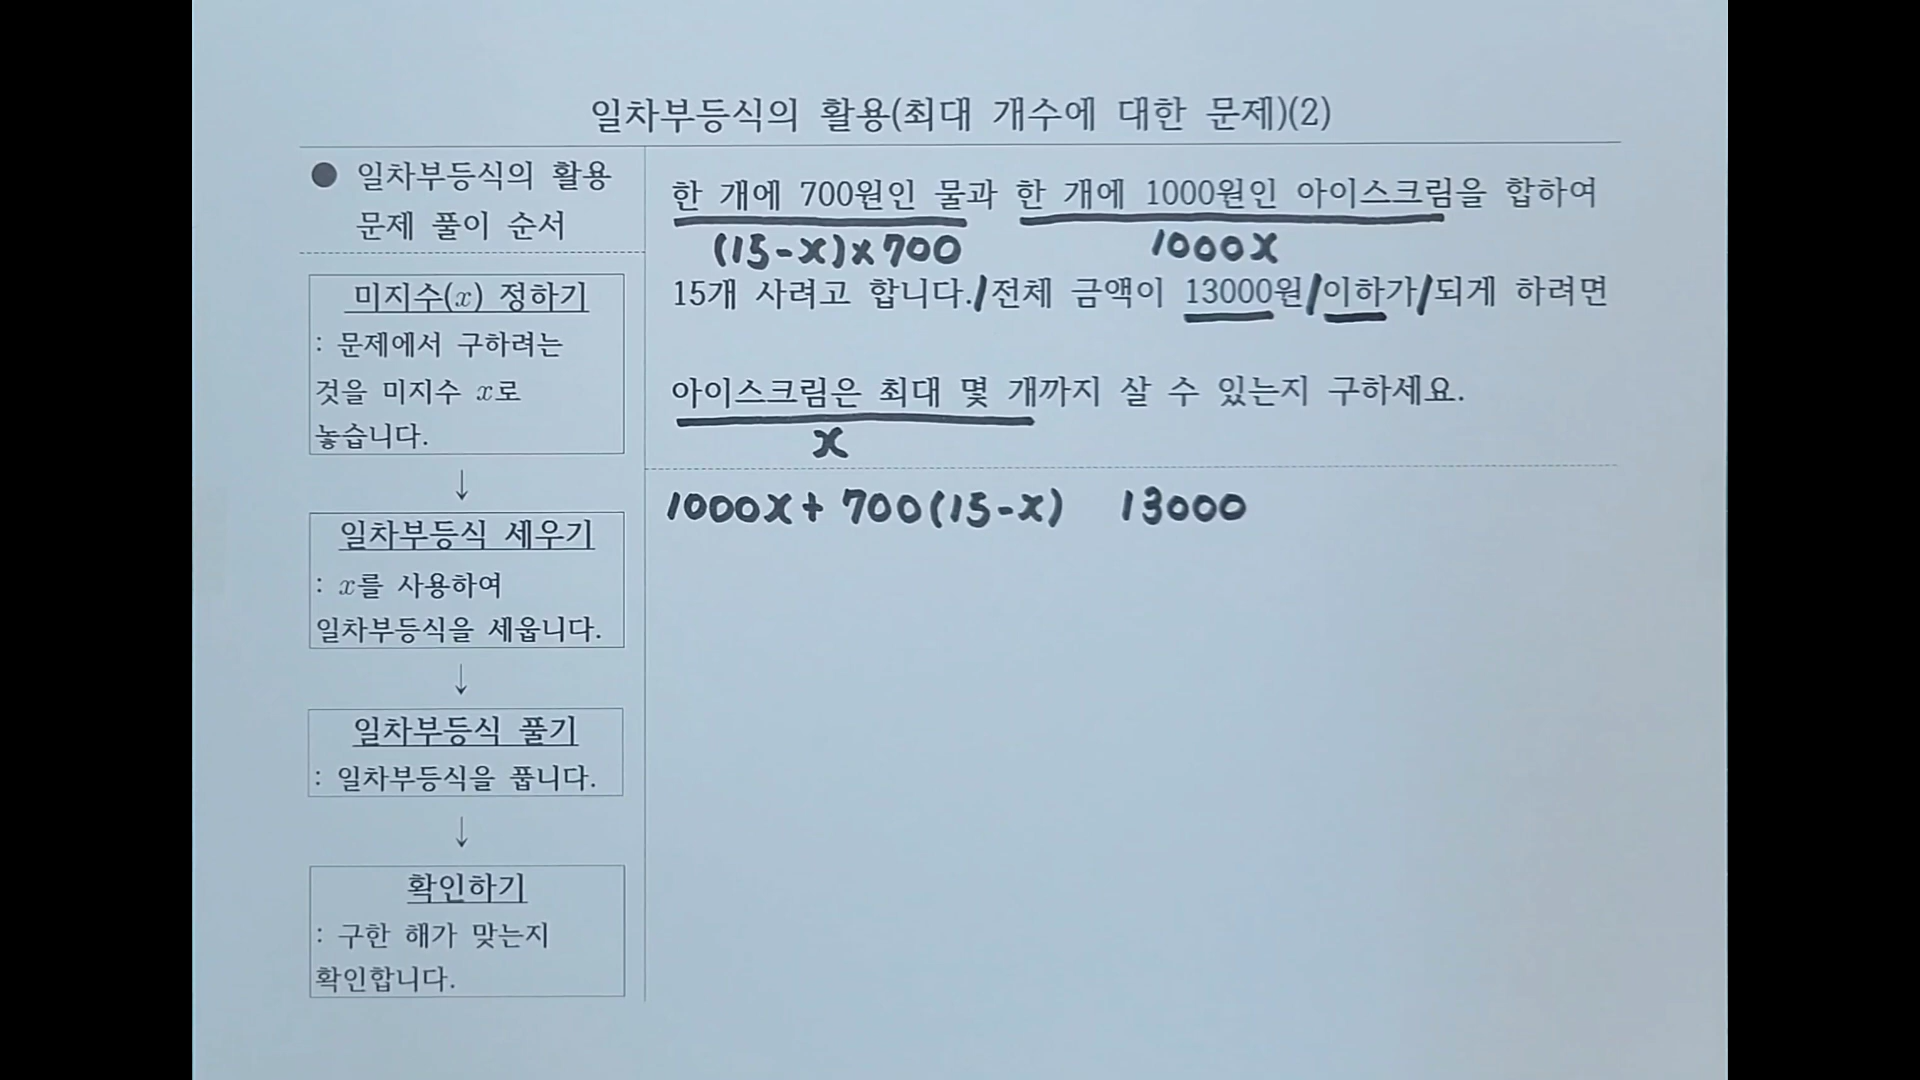 일차부등식의 활용(최대 개수에 대한 문제)(2)
● 일차부등식의 활용
문제 풀이 순서
미지수(x) 정하기
: 문제에서 구하려는
것을 미지수 x로
놓습니다.
↓
일차부등식 세우기
: x를 사용하여
일차부등식을 세웁니다.
↓
일차부등식 풀기
: 일차부등식을 풉니다.
↓
확인하기
: 구한 해가 맞는지
확인합니다.
한 개에 700원인 물과 한 개에 1000원인 아이스크림을 합하여
(15-x)×700 1000x
15개 사려고 합니다./전체 금액이 13000원/이하가/되게 하려면
아이스크림은 최대 몇 개까지 살 수 있는지 구하세요.
x
1000x+ 700(15-x) 13000